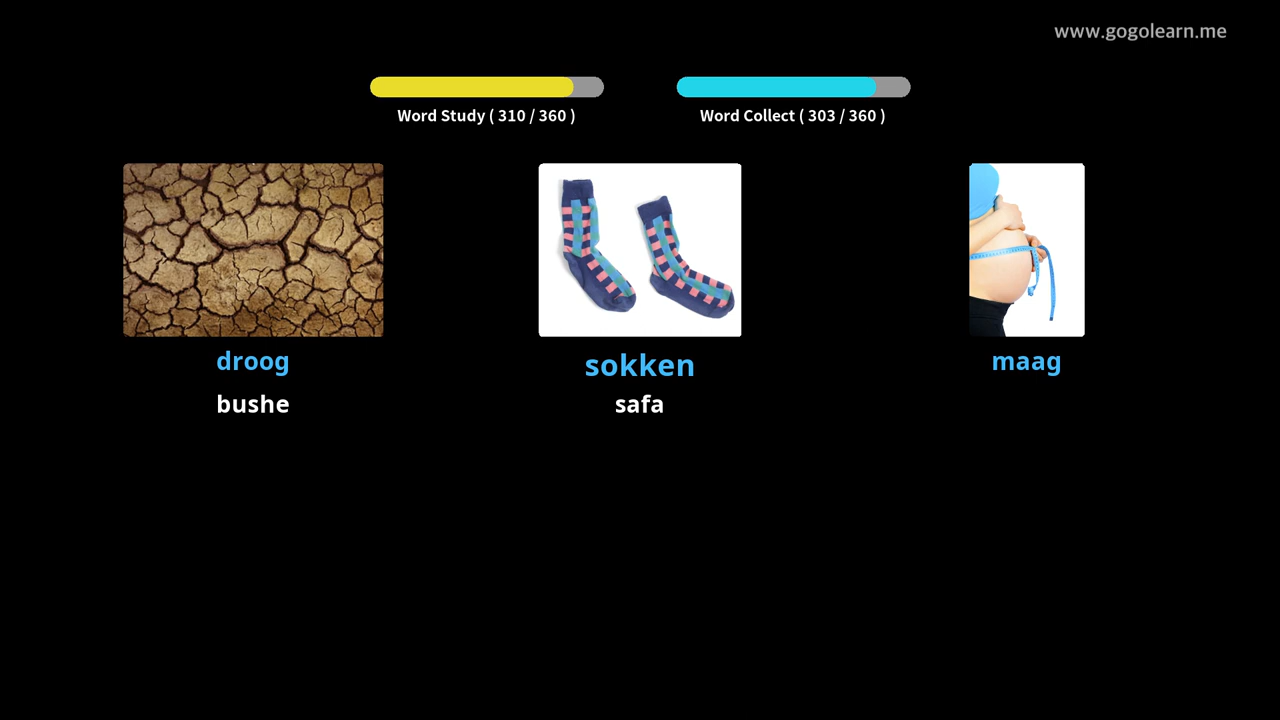 www.gogolearn.me
Word Study ( 310 / 360 )
Word Collect ( 303 / 360 )
droog
sokken
maag
bushe
safa